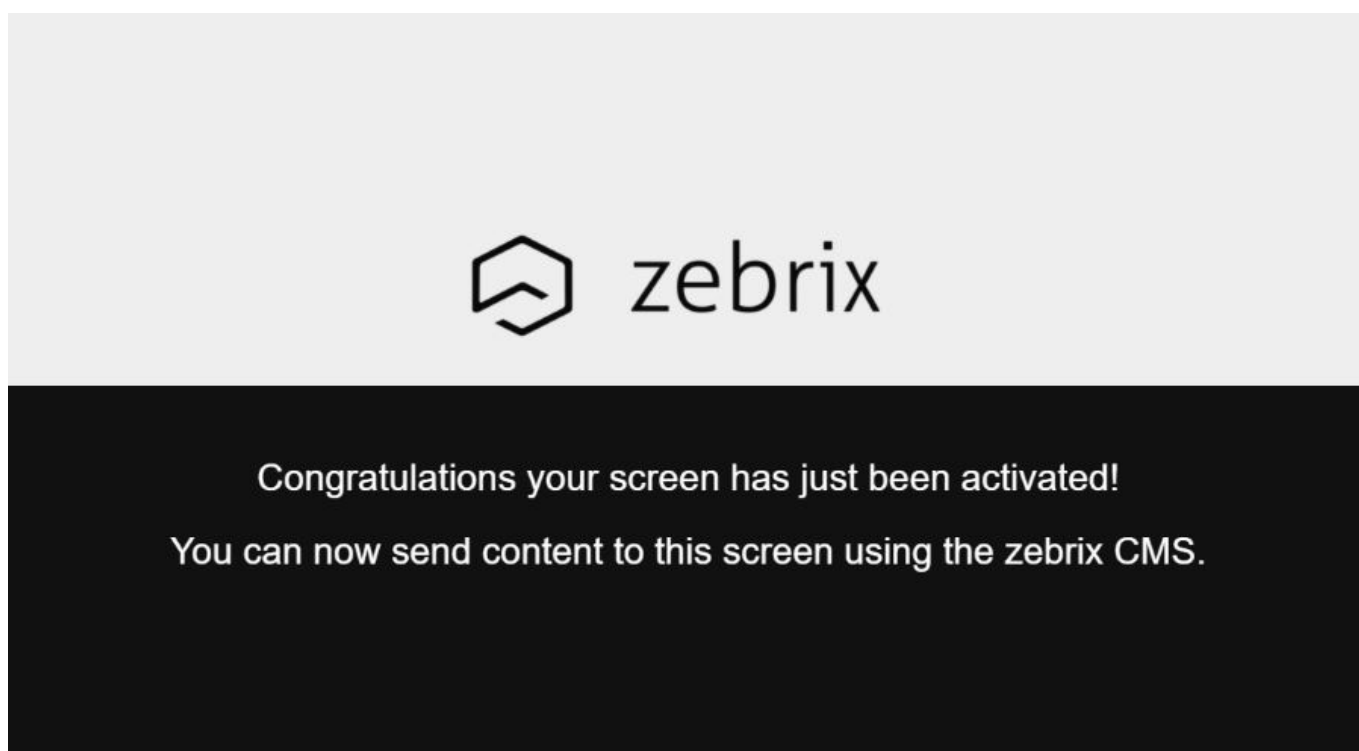 zebrix
Congratulations your screen has just been activated!
You can now send content to this screen using the zebrix CMS.